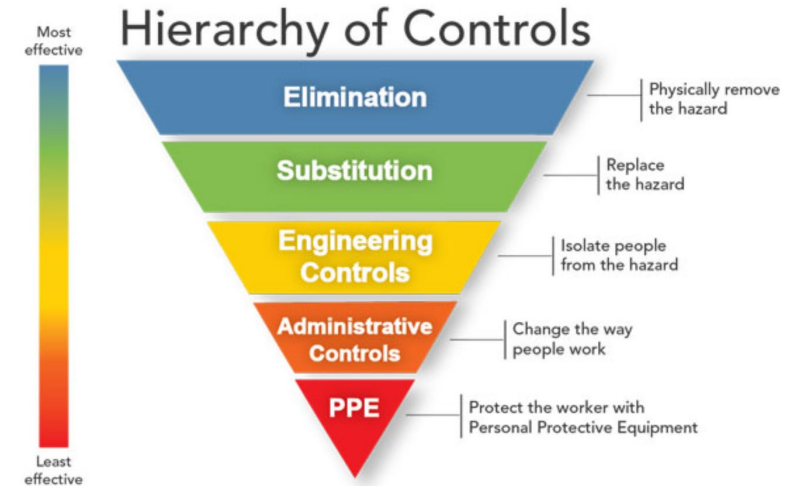 Hierarchy of Controls
Most
effective
Elimination
Physically remove
the hazard
Substitution
Replace
the hazard
Engineering
Controls
Isolate people
from the hazard
Administrative
Controls
Change the way
people work
PPE
Protect the worker with
Personal Protective Equipment
Least
effective